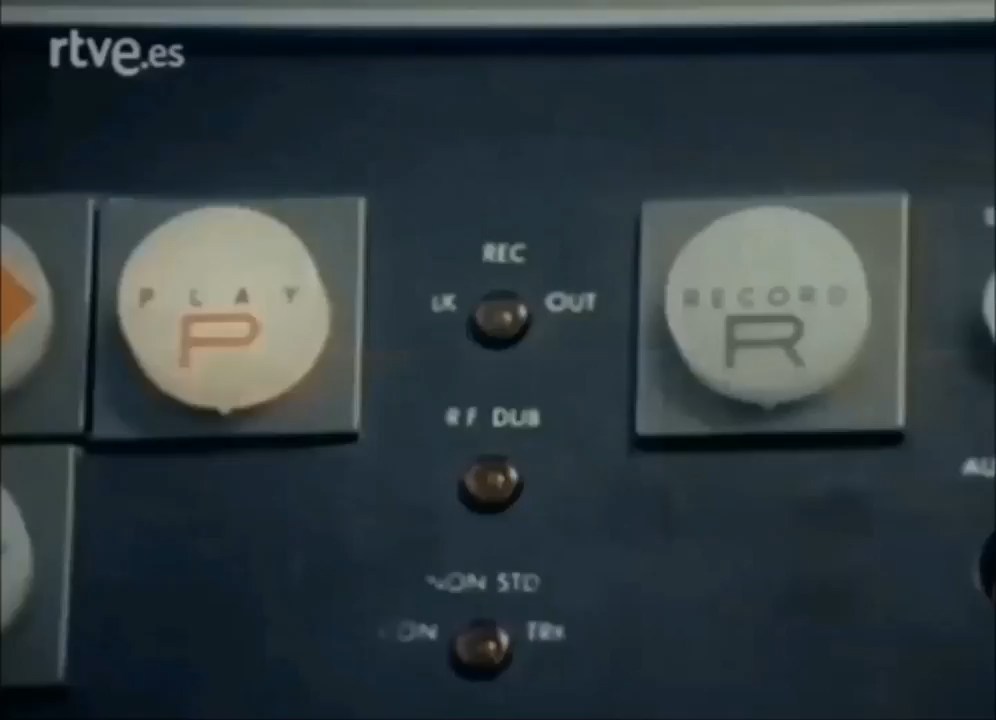 rtve.es
REC
OUT
PLAY
P
RECORD
R
RF DUB
NON STD
TRK